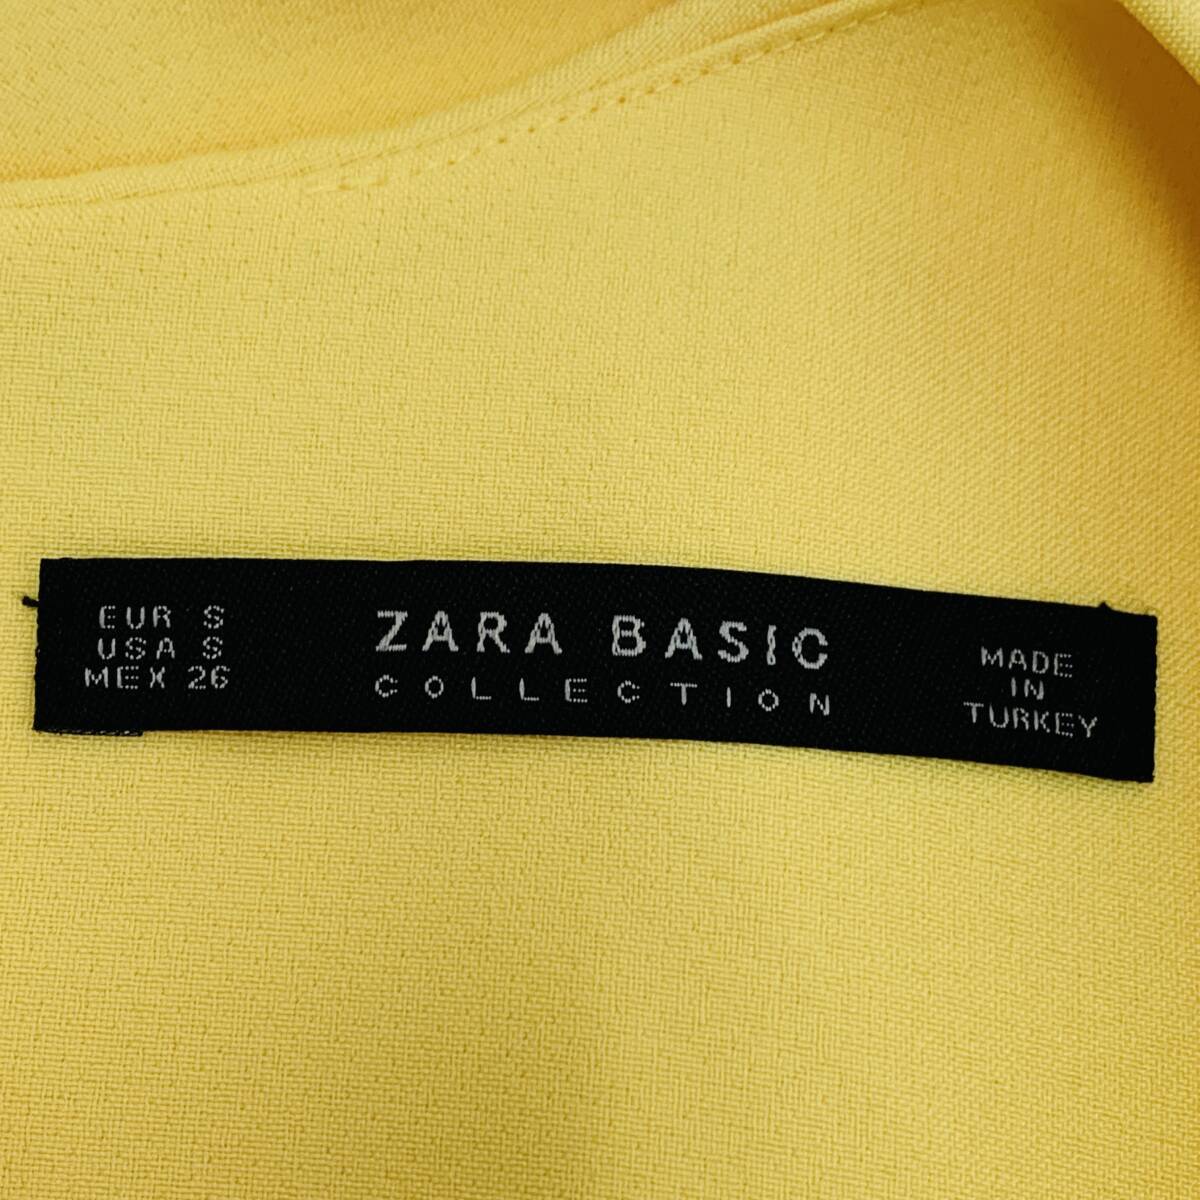 EUR S
USA S
MEX 26
ZARA BASIC
COLLECTION
MADE
IN
TURKEY